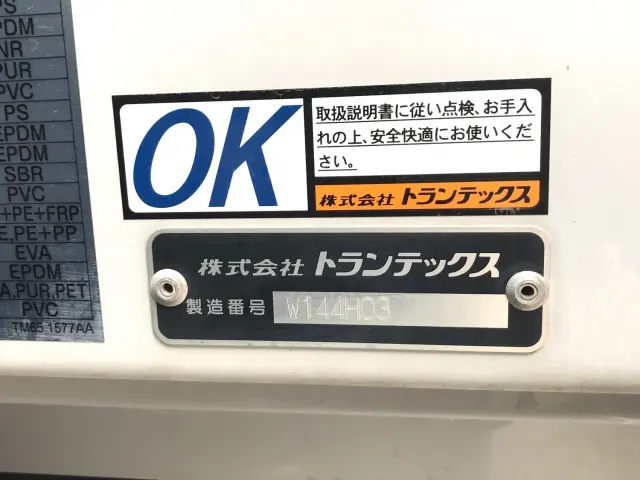 PS
EPDM
NR
PUR
PVC
PS
EPDM
EPDM
SBR
PVC
+PE+FRP
E,PE+PP
EVA
EPDM
A,PUR,PET
PVC
TM65 1577AA
OK
取扱説明書に従い点検、お手入
れの上、安全快適にお使いくだ
さい。
株式会社 トランテックス
株式会社 トランテックス
製造番号 W144H03